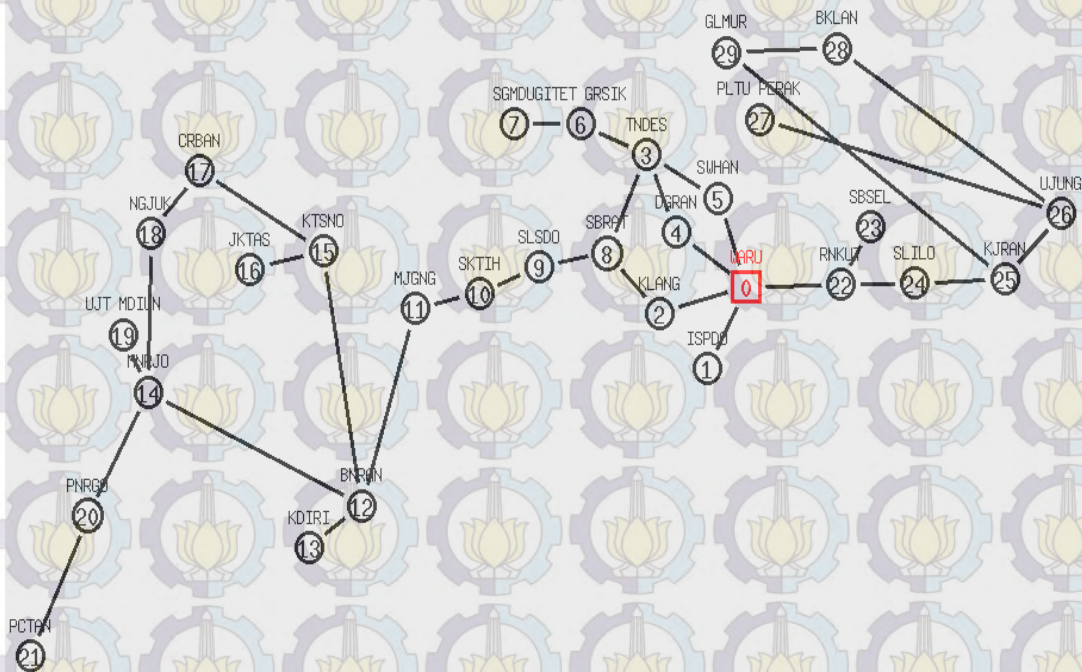 GLMUR
BKLAN
29
28
PLTU PERAK
27
SGMDUGITET GRSIK
7
6
TNDES
3
CRBAN
17
SWHAN
5
UJUNG
26
NGJUK
18
DGRAN
4
SBSEL
23
KTSNO
15
JKTAS
16
SBRAT
8
SLSDO
9
SKTIH
10
MJGNG
11
KLANG
2
WARU
0
RNKUT
22
SLILO
24
KJRAN
25
UJT MDIUN
19
MNRJO
14
ISPDO
1
PNRGO
20
BNRAN
12
KDIRI
13
PCTAN
21